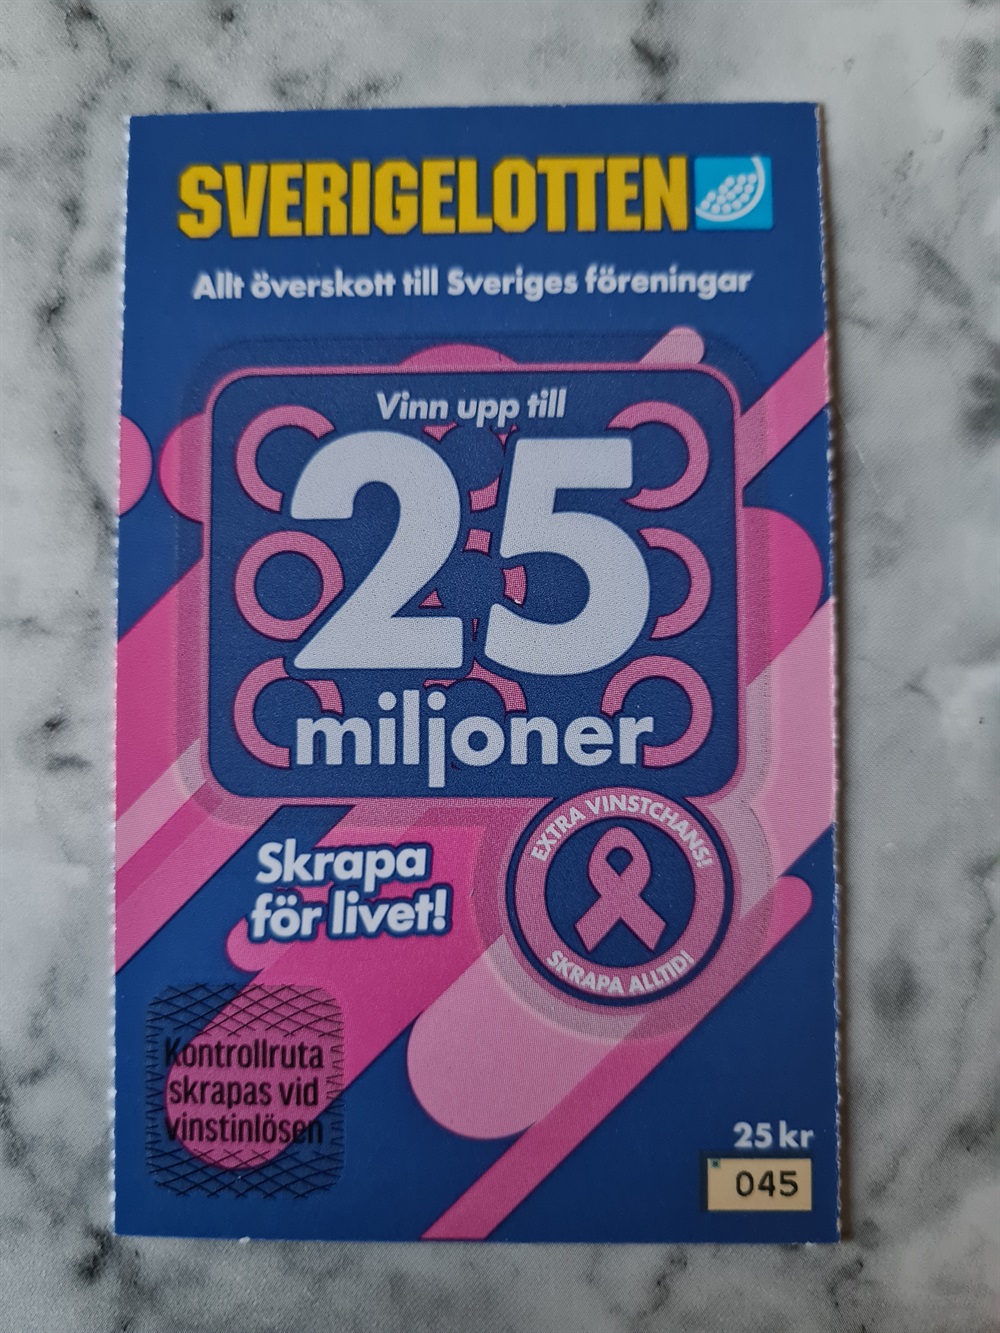 SVERIGELOTTEN
Allt överskott till Sveriges föreningar
Vinn upp till
25
miljoner
EXTRA VINSTCHANS!
SKRAPA ALLTID!
Skrapa
för livet!
Kontrollruta
skrapas vid
vinstinlösen
25 kr
045